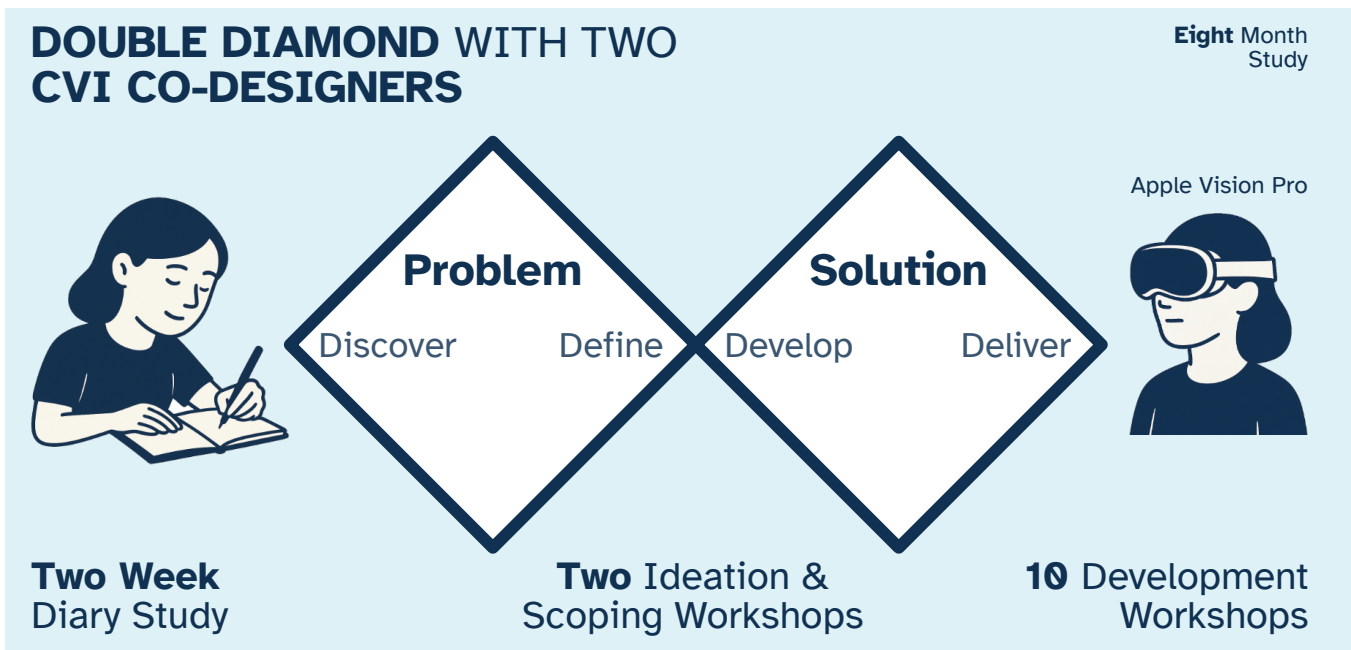 DOUBLE DIAMOND WITH TWO
CVI CO-DESIGNERS
Eight Month
Study
Apple Vision Pro
Problem
Solution
Discover
Define
Develop
Deliver
Two Week
Diary Study
Two Ideation &
Scoping Workshops
10 Development
Workshops